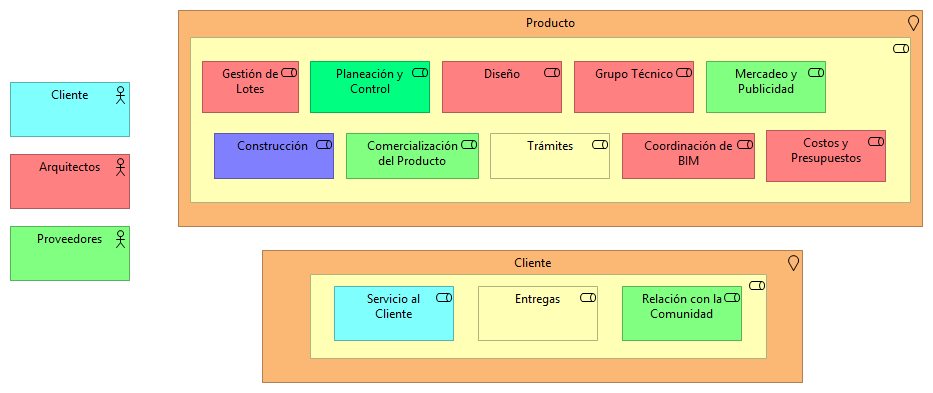 Producto
Gestión de
Lotes
Planeación y
Control
Diseño
Grupo Técnico
Mercadeo y
Publicidad
Cliente
Arquitectos
Proveedores
Construcción
Comercialización
del Producto
Trámites
Coordinación de
BIM
Costos y
Presupuestos
Cliente
Servicio al
Cliente
Entregas
Relación con la
Comunidad